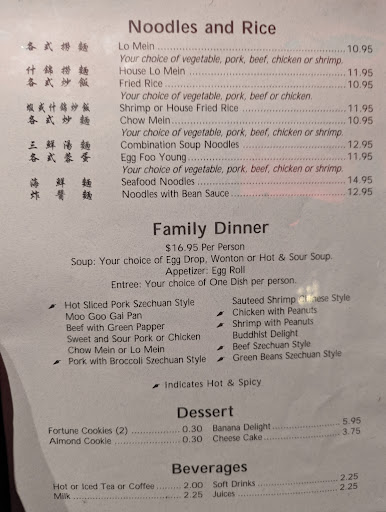 Noodles and Rice
各式撈麵 Lo Mein 10.95
Your choice of vegetable, pork, beef, chicken or shrimp.
什錦撈麵 House Lo Mein 11.95
各式炒飯 Fried Rice 10.95
Your choice of vegetable, pork, beef or chicken.
蝦或什錦炒飯 Shrimp or House Fried Rice 11.95
各式炒麵 Chow Mein 10.95
Your choice of vegetable, pork, beef, chicken or shrimp.
三鮮湯麵 Combination Soup Noodles 12.95
各式蓉蛋 Egg Foo Young 11.95
Your choice of vegetable, pork, beef, chicken or shrimp.
海鮮麵 Seafood Noodles 14.95
炸醬麵 Noodles with Bean Sauce 12.95
Family Dinner
$16.95 Per Person
Soup: Your choice of Egg Drop, Wonton or Hot & Sour Soup.
Appetizer: Egg Roll
Entree: Your choice of One Dish per person.
Hot Sliced Pork Szechuan Style
Moo Goo Gai Pan
Beef with Green Papper
Sweet and Sour Pork or Chicken
Chow Mein or Lo Mein
Pork with Broccoli Szechuan Style
Sauteed Shrimp Style
Chicken with Peanuts
Shrimp with Peanuts
Buddhist Delight
Beef Szechuan Style
Green Beans Szechuan Style
Indicates Hot & Spicy
Dessert
Fortune Cookies (2) 0.30
Almond Cookie 0.30
Banana Delight 5.95
Cheese Cake 3.75
Beverages
Hot or Iced Tea or Coffee 2.00
Milk 2.25
Soft Drinks 2.25
Juices 2.25